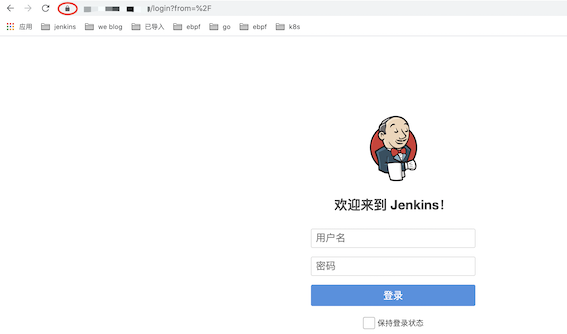 /login?from=%2F
应用 jenkins we blog 已导入 ebpf go ebpf k8s
欢迎来到 Jenkins!
用户名
密码
登录
保持登录状态